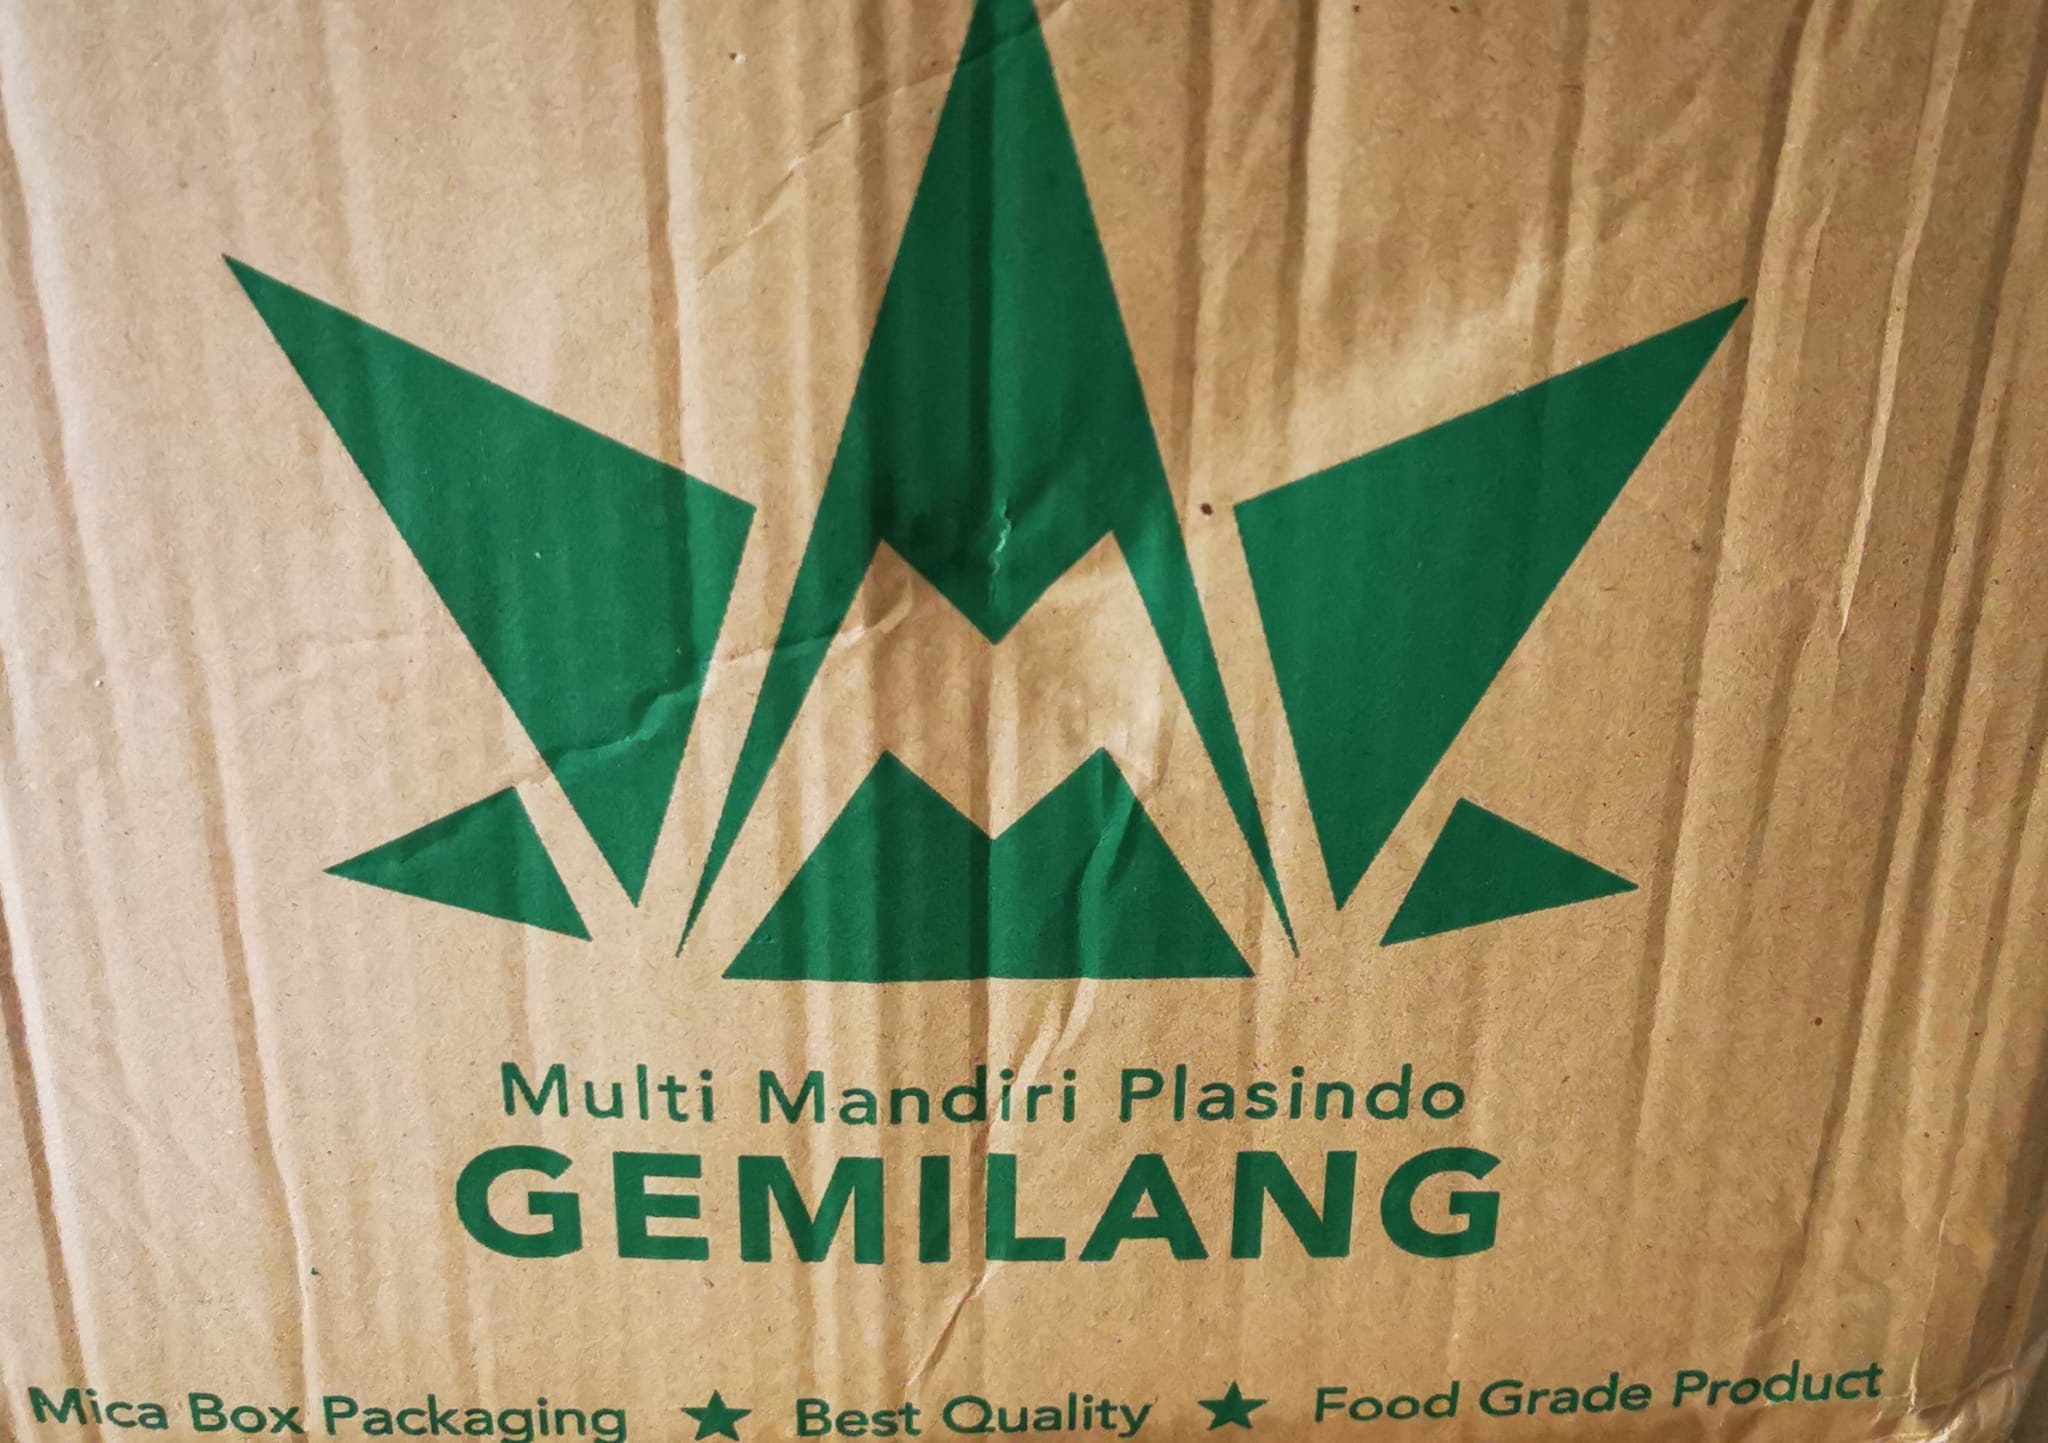 Multi Mandiri Plasindo
GEMILANG
Mica Box Packaging ★ Best Quality ★ Food Grade Product